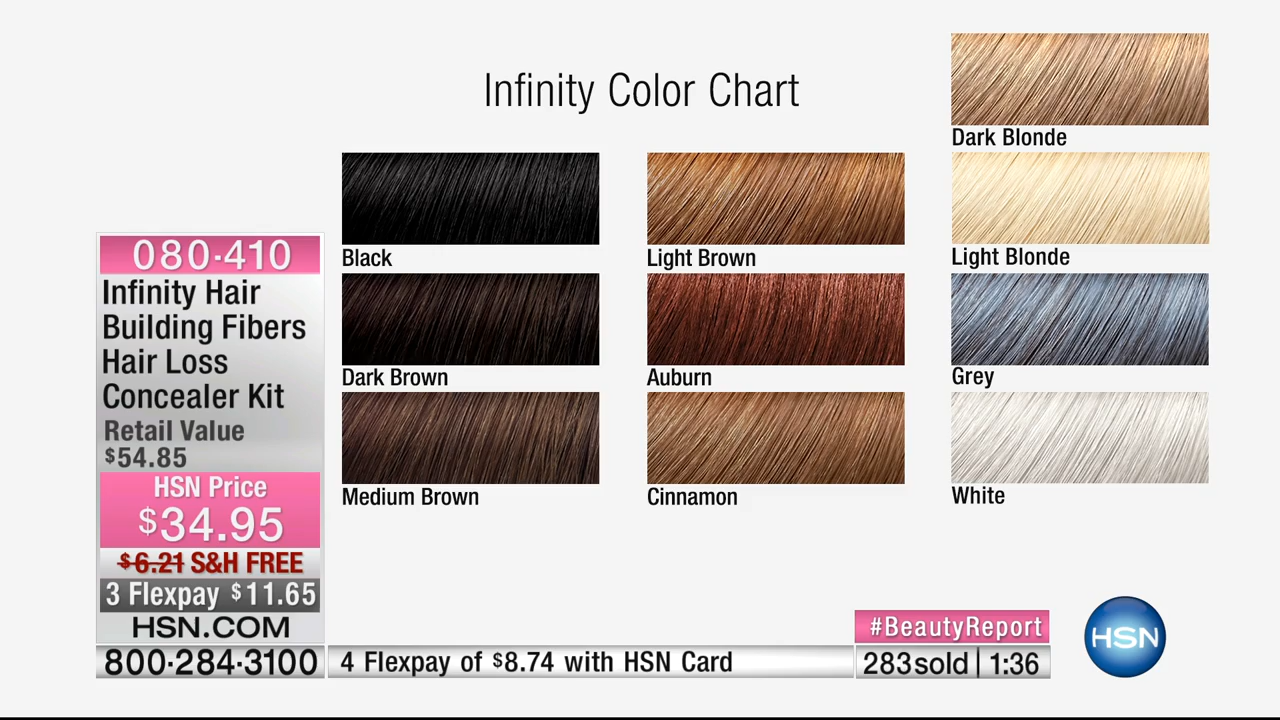 Infinity Color Chart
Dark Blonde
Black
Light Brown
Light Blonde
Dark Brown
Auburn
Grey
Medium Brown
Cinnamon
White
080·410
Infinity Hair
Building Fibers
Hair Loss
Concealer Kit
Retail Value
$54.85
HSN Price
$34.95
$6.21 S&H FREE
3 Flexpay $11.65
HSN.COM
800·284·3100
4 Flexpay of $8.74 with HSN Card
#BeautyReport
283sold | 1:36
HSN